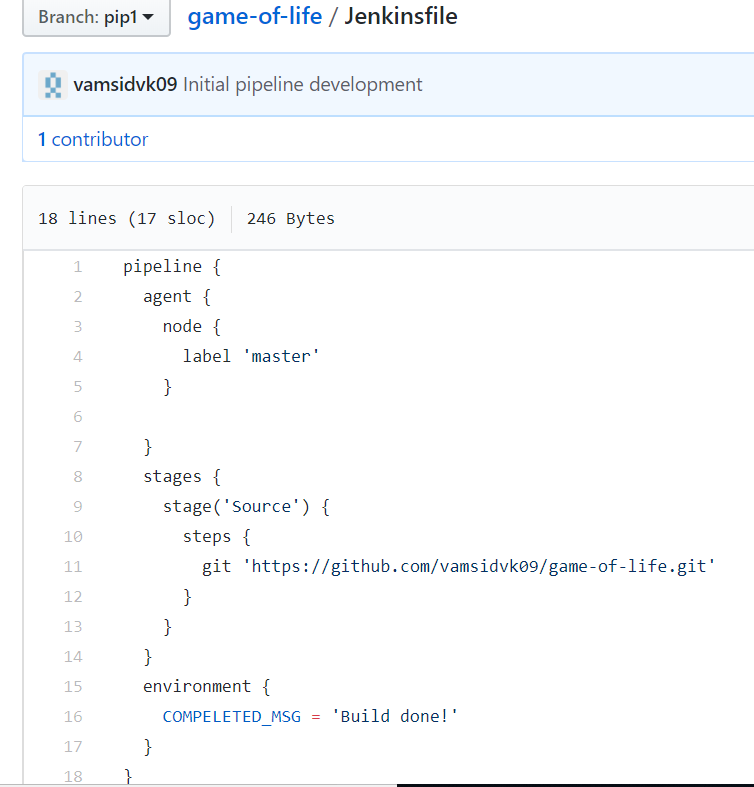 Branch: pip1
game-of-life / Jenkinsfile
vamsidvk09 Initial pipeline development
1 contributor
18 lines (17 sloc) 246 Bytes
1 pipeline {
2   agent {
3     node {
4       label 'master'
5     }
6
7   }
8   stages {
9     stage('Source') {
10       steps {
11         git 'https://github.com/vamsidvk09/game-of-life.git'
12       }
13     }
14   }
15   environment {
16     COMPELETED_MSG = 'Build done!'
17   }
18 }